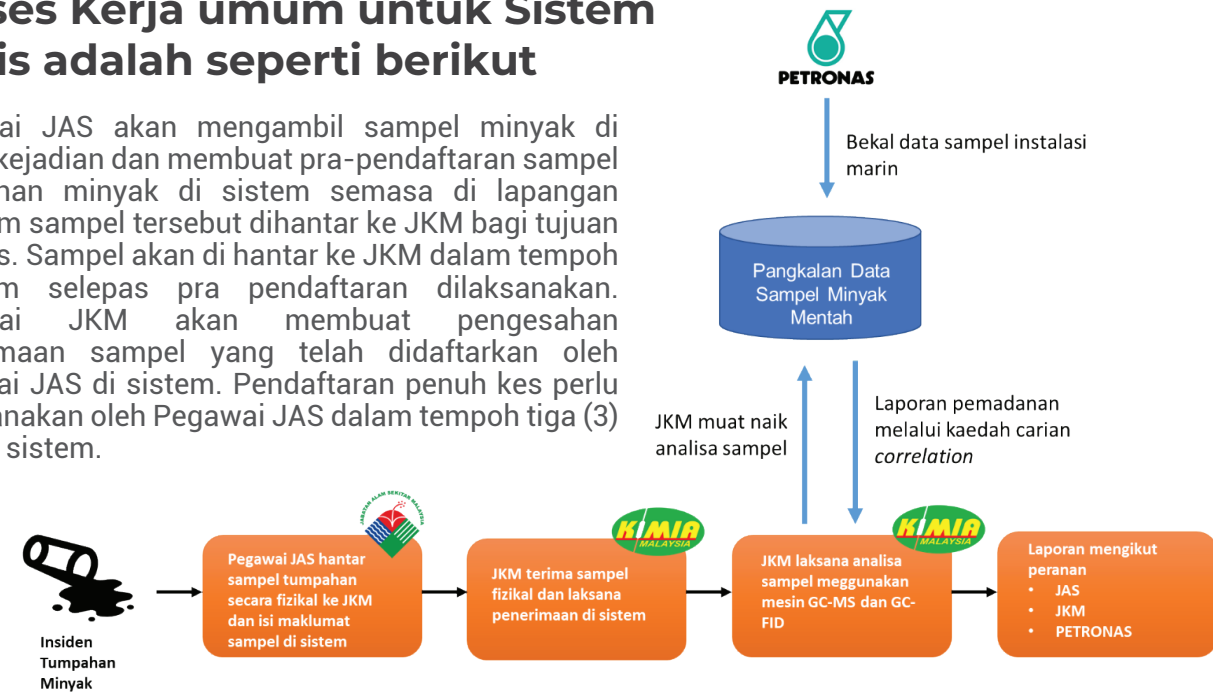 ses Kerja umum untuk Sistem
is adalah seperti berikut
ai JAS akan mengambil sampel minyak di
kejadian dan membuat pra-pendaftaran sampel
han minyak di sistem semasa di lapangan
m sampel tersebut dihantar ke JKM bagi tujuan
s. Sampel akan di hantar ke JKM dalam tempoh
m selepas pra pendaftaran dilaksanakan.
ai JKM akan membuat pengesahan
maan sampel yang telah didaftarkan oleh
ai JAS di sistem. Pendaftaran penuh kes perlu
anakan oleh Pegawai JAS dalam tempoh tiga (3)
sistem.
PETRONAS
Bekal data sampel instalasi
marin
Pangkalan Data
Sampel Minyak
Mentah
JKM muat naik
analisa sampel
Laporan pemadanan
melalui kaedah carian
correlation
Insiden
Tumpahan
Minyak
JABATAN ALAM SEKITAR MALAYSIA
Pegawai JAS hantar
sampel tumpahan
secara fizikal ke JKM
dan isi maklumat
sampel di sistem
KIMIA
MALAYSIA
JKM terima sampel
fizikal dan laksana
penerimaan di sistem
KIMIA
MALAYSIA
JKM laksana analisa
sampel meggunakan
mesin GC-MS dan GC-
FID
Laporan mengikut
peranan
• JAS
• JKM
• PETRONAS